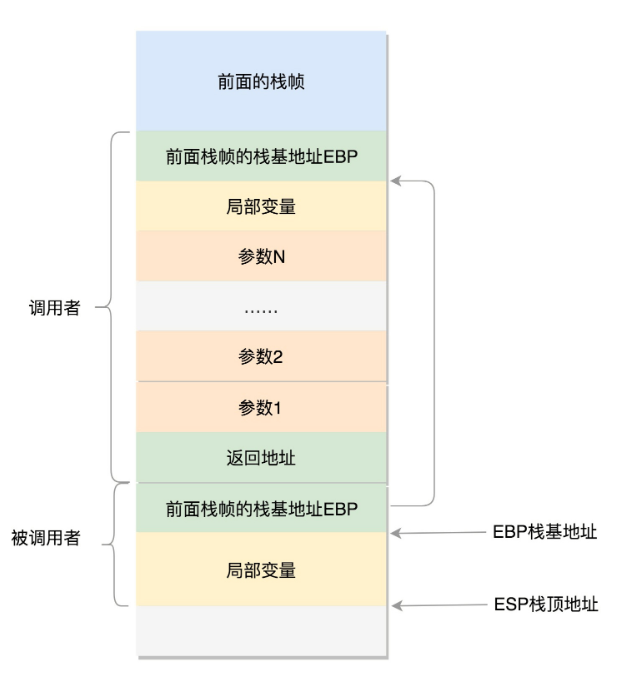 前面的栈帧
前面栈帧的栈基地址EBP
局部变量
参数N
调用者
……
参数2
参数1
返回地址
前面栈帧的栈基地址EBP
EBP栈基地址
被调用者
局部变量
ESP栈顶地址